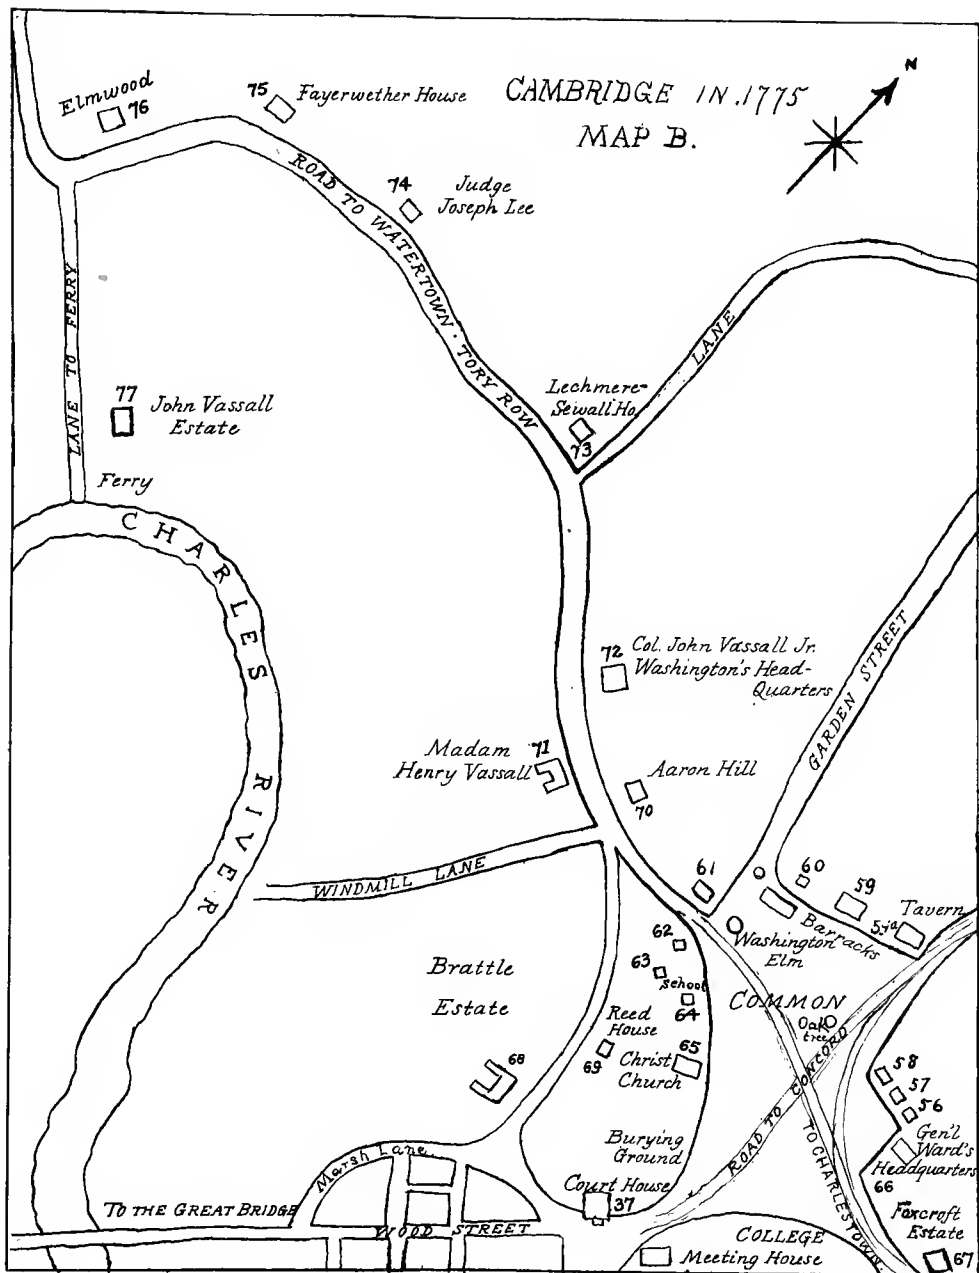 CAMBRIDGE IN 1775
MAP B.
N
Elmwood
76
75
Fayerwether House
74
Judge
Joseph Lee
ROAD TO WATERTOWN · TORY ROW
LANE TO FERRY
LANE
77
John Vassall
Estate
Ferry
Lechmere-
Sewall Ho.
73
CHARLES RIVER
72
Col. John Vassall Jr.
Washington's Head-
Quarters
GARDEN STREET
Madam
Henry Vassall
71
Aaron Hill
70
WINDMILL LANE
61
60
59
Tavern
Barracks
Washington
Elm
62
63
School
64
Brattle
Estate
COMMON
Oak
tree
Reed
House
69
65
Christ
Church
68
58
57
56
ROAD TO CONCORD
TO CHARLESTOWN
Gen'l
Ward's
Headquarters
66
Burying
Ground
Marsh Lane
Court House
37
TO THE GREAT BRIDGE
WOOD STREET
Foxcroft
Estate
67
COLLEGE
Meeting House